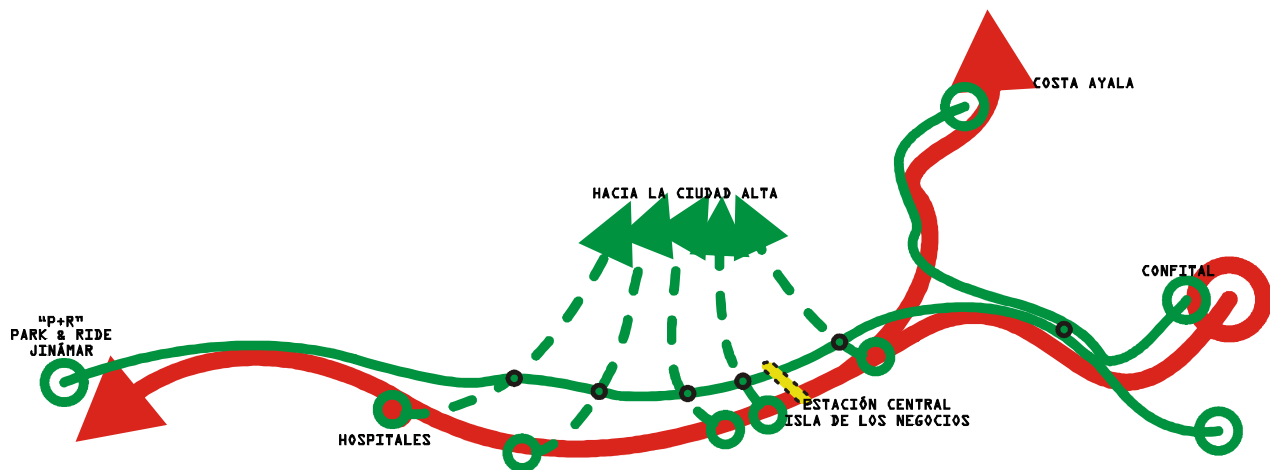 COSTA AYALA
HACIA LA CIUDAD ALTA
CONFITAL
“P+R”
PARK & RIDE
JINÁMAR
ESTACIÓN CENTRAL
ISLA DE LOS NEGOCIOS
HOSPITALES